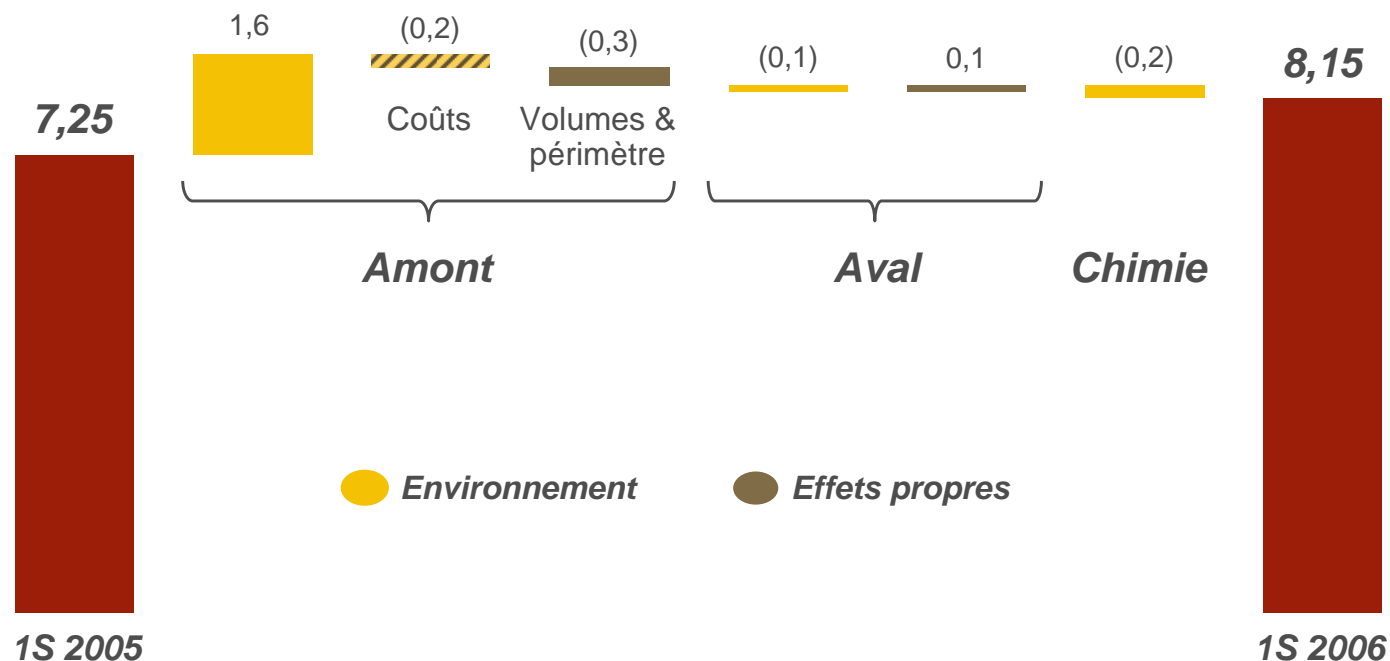 1,6
(0,2)
(0,3)
(0,1)
0,1
(0,2)
8,15
7,25
Coûts
Volumes &
périmètre
Amont
Aval
Chimie
Environnement
Effets propres
1S 2005
1S 2006